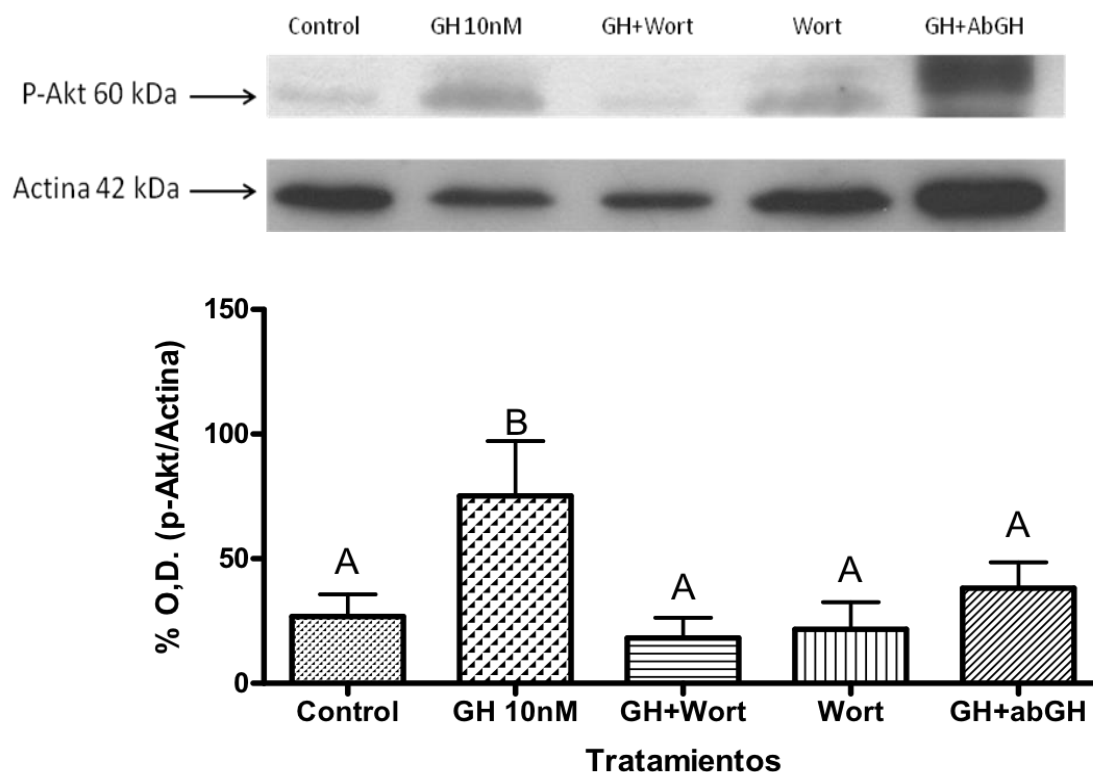 Control GH 10nM GH+Wort Wort GH+AbGH
P-Akt 60 kDa
Actina 42 kDa
150
100
50
0
% O,D. (p-Akt/Actina)
A
B
A
A
A
Control GH 10nM GH+Wort Wort GH+abGH
Tratamientos